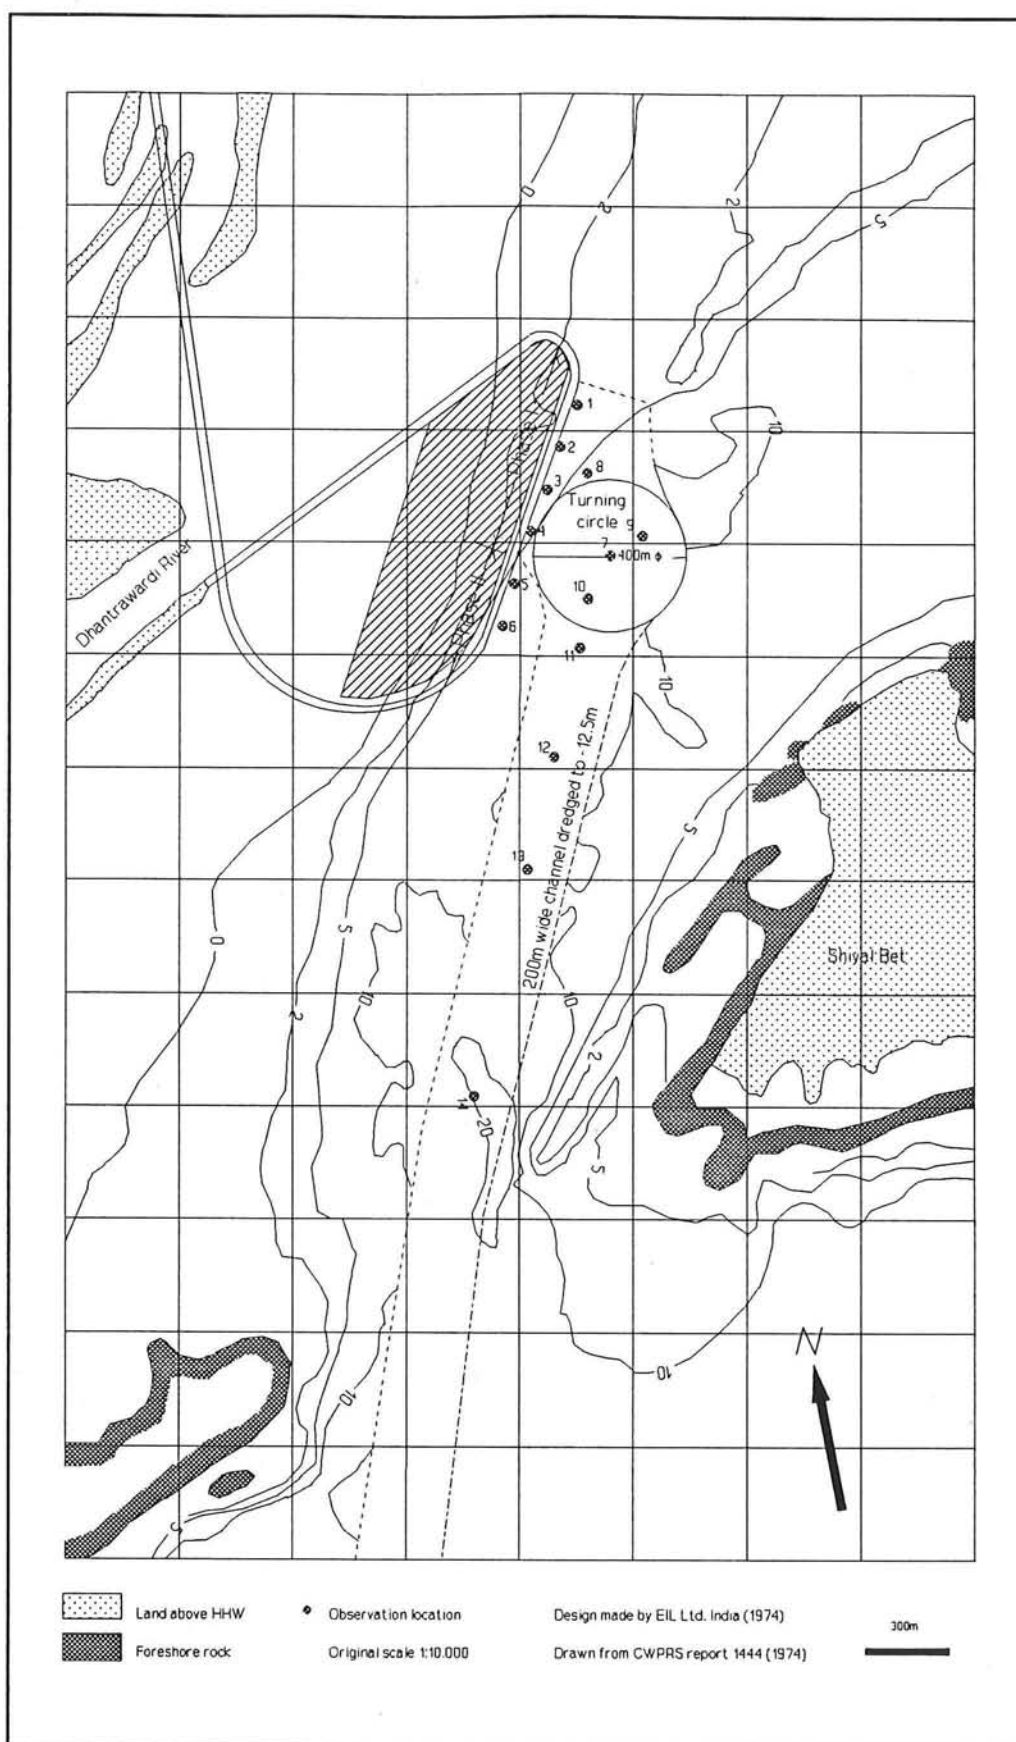 0
2
2
5
10
1
2
8
3
Turning
circle 9
4
7
400m ϕ
Phase I
Dhantrawardi River
5
10
Phase II
6
11
10
12
200m wide channel dredged to -12.5m
5
13
0
5
Shiyal Bet
10
10
2
2
14
20
5
10
10
N
5
Land above HHW
Observation location
Design made by EIL Ltd. India (1974)
300m
Foreshore rock
Original scale 1:10.000
Drawn from CWPRS report 1444 (1974)